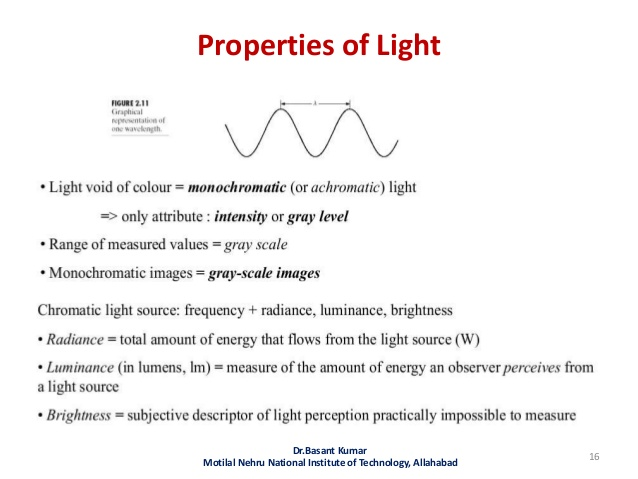 Properties of Light
FIGURE 2.11
Graphical
representation of
one wavelength.
λ
• Light void of colour = monochromatic (or achromatic) light
=> only attribute : intensity or gray level
• Range of measured values = gray scale
• Monochromatic images = gray-scale images
Chromatic light source: frequency + radiance, luminance, brightness
• Radiance = total amount of energy that flows from the light source (W)
• Luminance (in lumens, lm) = measure of the amount of energy an observer perceives from
a light source
• Brightness = subjective descriptor of light perception practically impossible to measure
Dr.Basant Kumar
Motilal Nehru National Institute of Technology, Allahabad
16